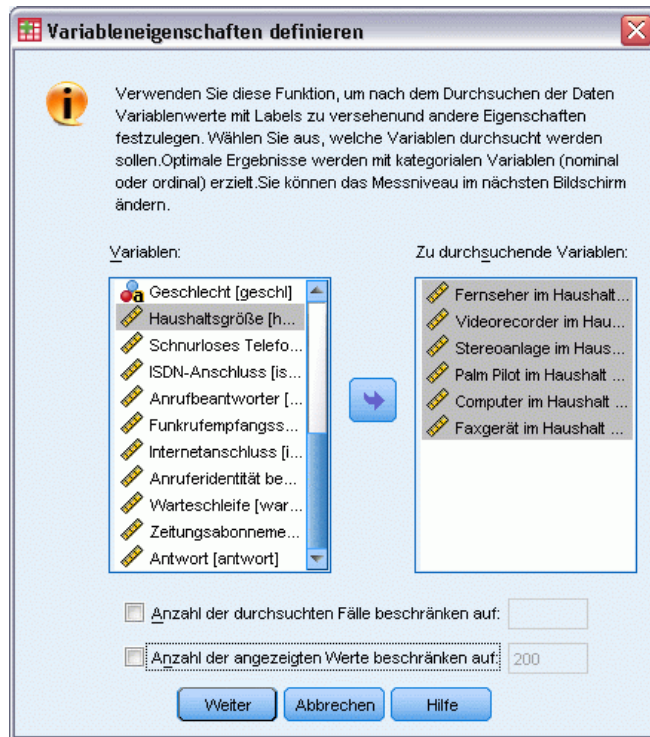 Variableneigenschaften definieren
Verwenden Sie diese Funktion, um nach dem Durchsuchen der Daten
Variablenwerte mit Labels zu versehenund andere Eigenschaften
festzulegen. Wählen Sie aus, welche Variablen durchsucht werden
sollen.Optimale Ergebnisse werden mit kategorialen Variablen (nominal
oder ordinal) erzielt.Sie können das Messniveau im nächsten Bildschirm
ändern.
Variablen:
Geschlecht [geschl]
Haushaltsgröße [h...
Schnurloses Telefo...
ISDN-Anschluss [is...
Anrufbeantworter [...
Funkrufempfangss...
Internetanschluss [i...
Anruferidentität be...
Warteschleife [war...
Zeitungsabonneme...
Antwort [antwort]
Zu durchsuchende Variablen:
Fernseher im Haushalt...
Videorecorder im Hau...
Stereoanlage im Haus...
Palm Pilot im Haushalt ...
Computer im Haushalt ...
Faxgerät im Haushalt ...
Anzahl der durchsuchten Fälle beschränken auf:
Anzahl der angezeigten Werte beschränken auf: 200
Weiter Abbrechen Hilfe